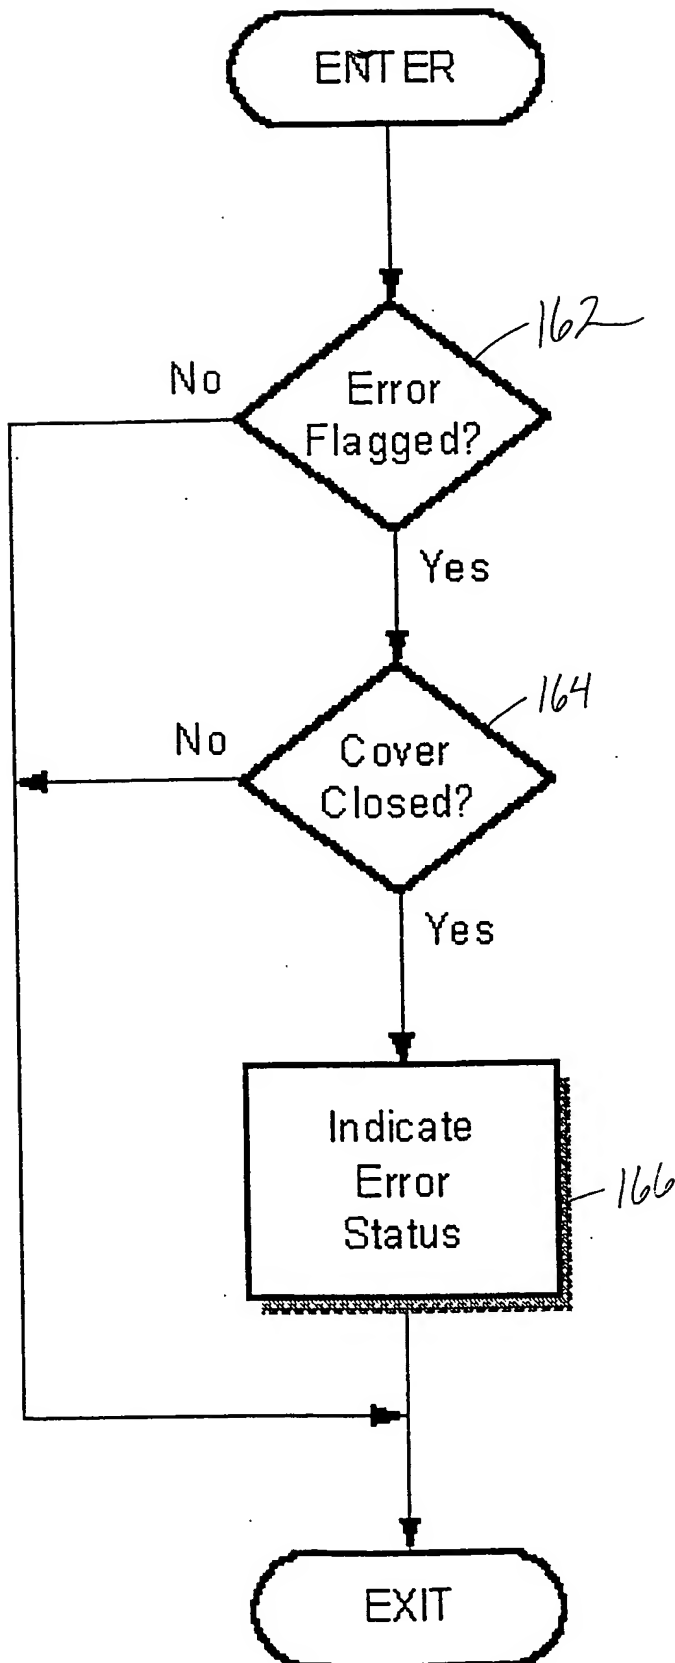 ENTER
162
No
Error
Flagged?
Yes
164
No
Cover
Closed?
Yes
Indicate
Error
Status
166
EXIT